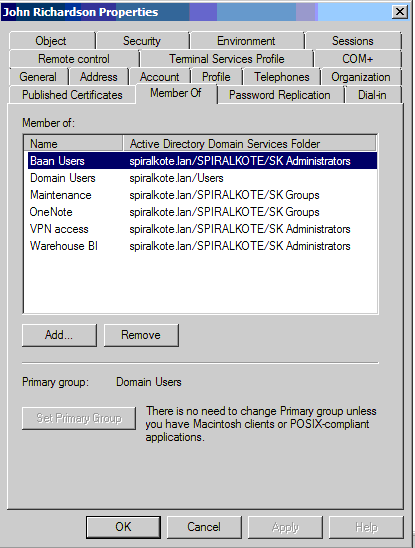 John Richardson Properties
Object Security Environment Sessions
Remote control Terminal Services Profile COM+
General Address Account Profile Telephones Organization
Published Certificates Member Of Password Replication Dial-in
Member of:
Name Active Directory Domain Services Folder
Baan Users spiralkote.lan/SPIRALKOTE/SK Administrators
Domain Users spiralkote.lan/Users
Maintenance spiralkote.lan/SPIRALKOTE/SK Groups
OneNote spiralkote.lan/SPIRALKOTE/SK Groups
VPN access spiralkote.lan/SPIRALKOTE/SK Administrators
Warehouse BI spiralkote.lan/SPIRALKOTE/SK Administrators
Add... Remove
Primary group: Domain Users
Set Primary Group There is no need to change Primary group unless
you have Macintosh clients or POSIX-compliant
applications.
OK Cancel Apply Help